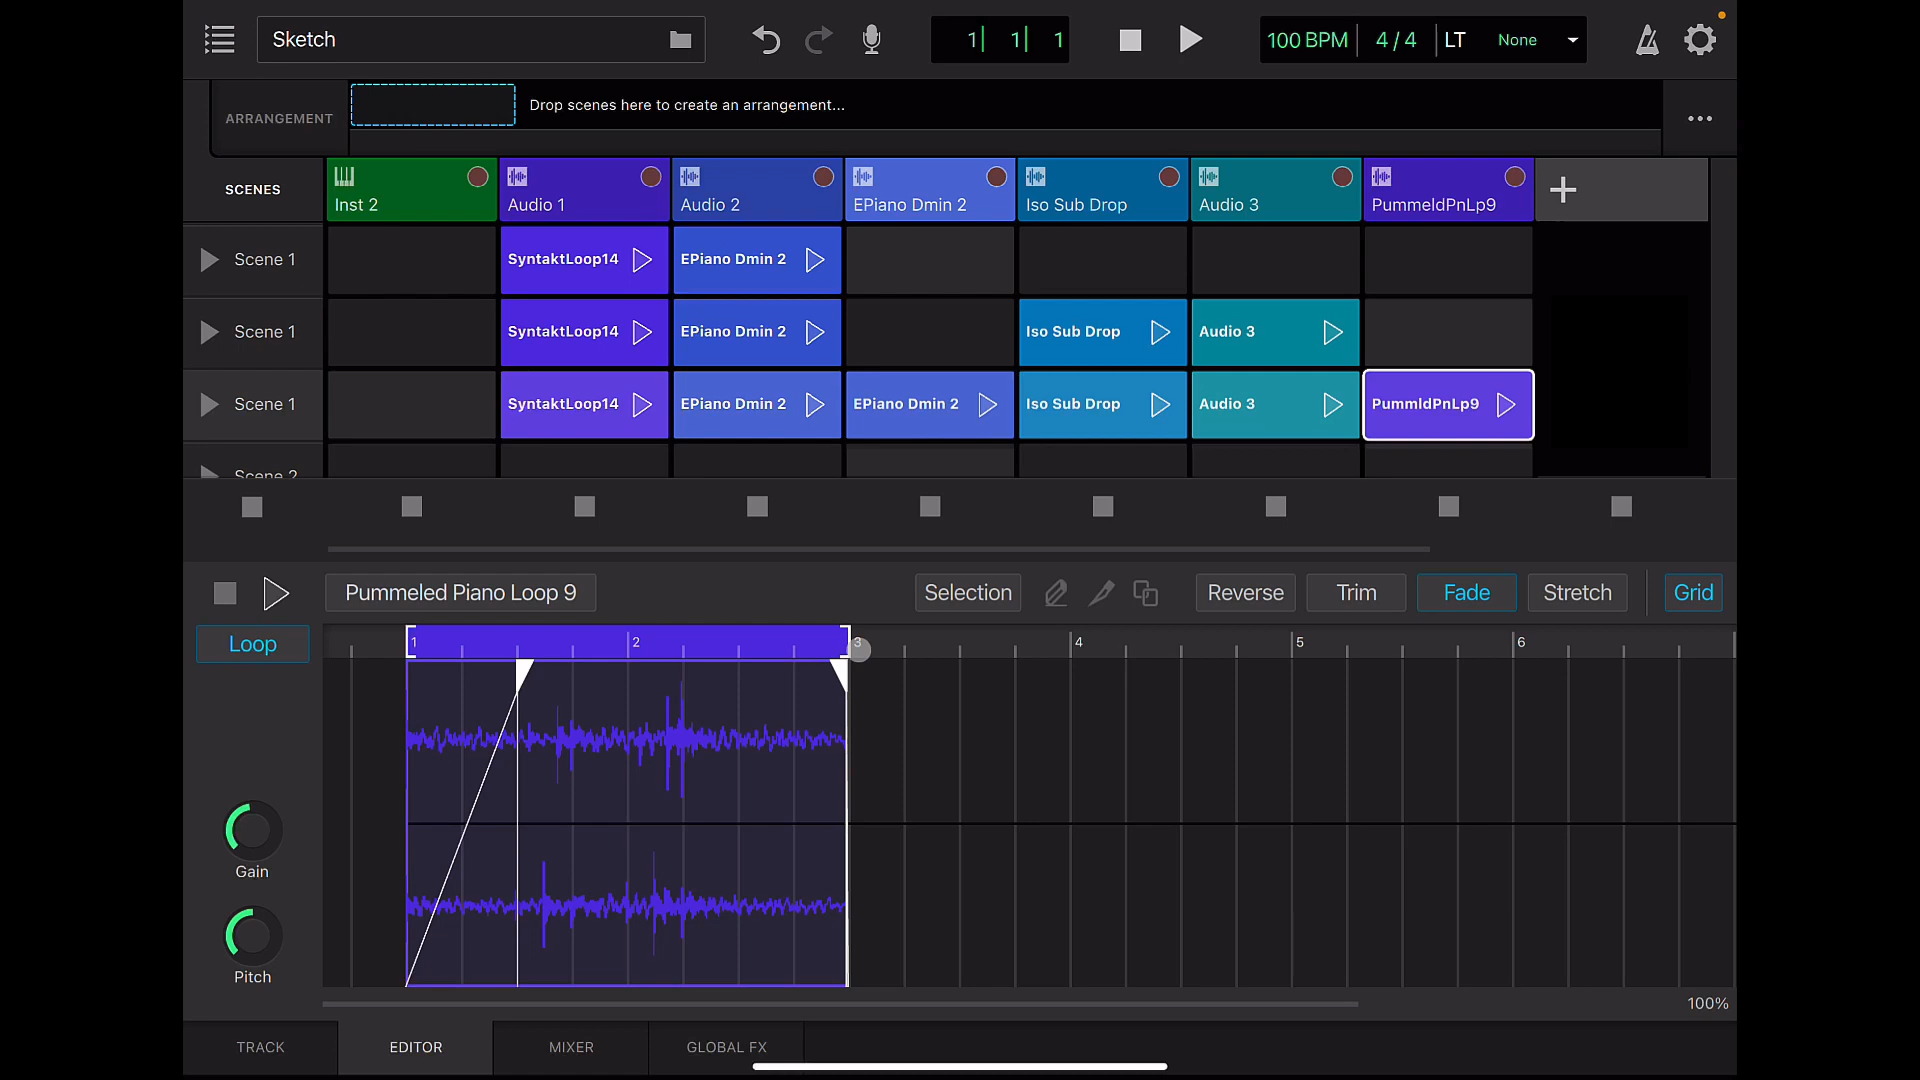 Sketch
1| 1| 1
100 BPM 4 / 4 LT None
ARRANGEMENT
Drop scenes here to create an arrangement...
SCENES
Inst 2
Audio 1
Audio 2
EPiano Dmin 2
Iso Sub Drop
Audio 3
PummeldPnLp9
Scene 1
SyntaktLoop14
EPiano Dmin 2
Scene 1
SyntaktLoop14
EPiano Dmin 2
Iso Sub Drop
Audio 3
Scene 1
SyntaktLoop14
EPiano Dmin 2
EPiano Dmin 2
Iso Sub Drop
Audio 3
PummldPnLp9
Scene 2
Pummeled Piano Loop 9
Selection
Reverse
Trim
Fade
Stretch
Grid
Loop
1 2 3 4 5 6
Gain
Pitch
100%
TRACK
EDITOR
MIXER
GLOBAL FX